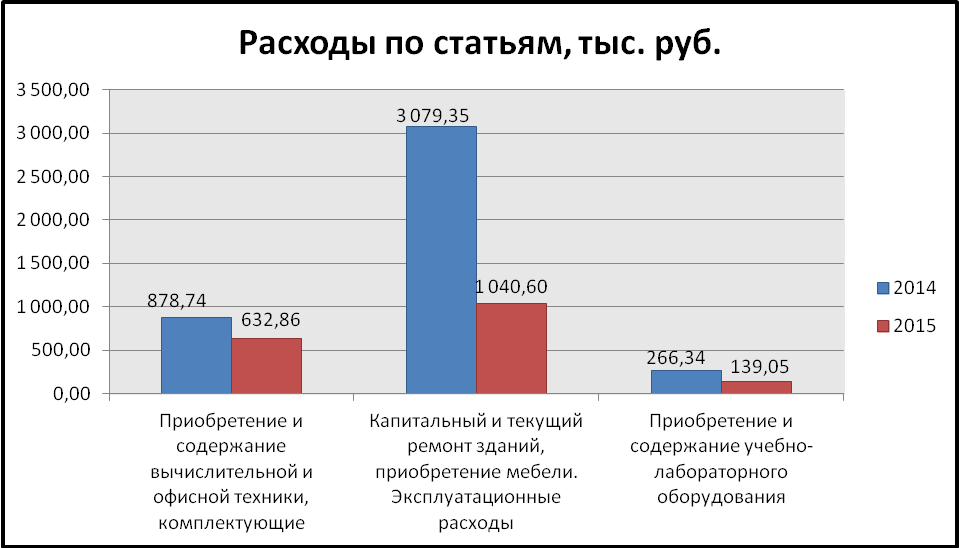 Расходы по статьям, тыс. руб.
3 500,00
3 000,00
2 500,00
2 000,00
1 500,00
1 000,00
500,00
0,00
878,74
632,86
3 079,35
1 040,60
266,34
139,05
2014
2015
Приобретение и
содержание
вычислительной и
офисной техники,
комплектующие
Капитальный и текущий
ремонт зданий,
приобретение мебели.
Эксплуатационные
расходы
Приобретение и
содержание учебно-
лабораторного
оборудования